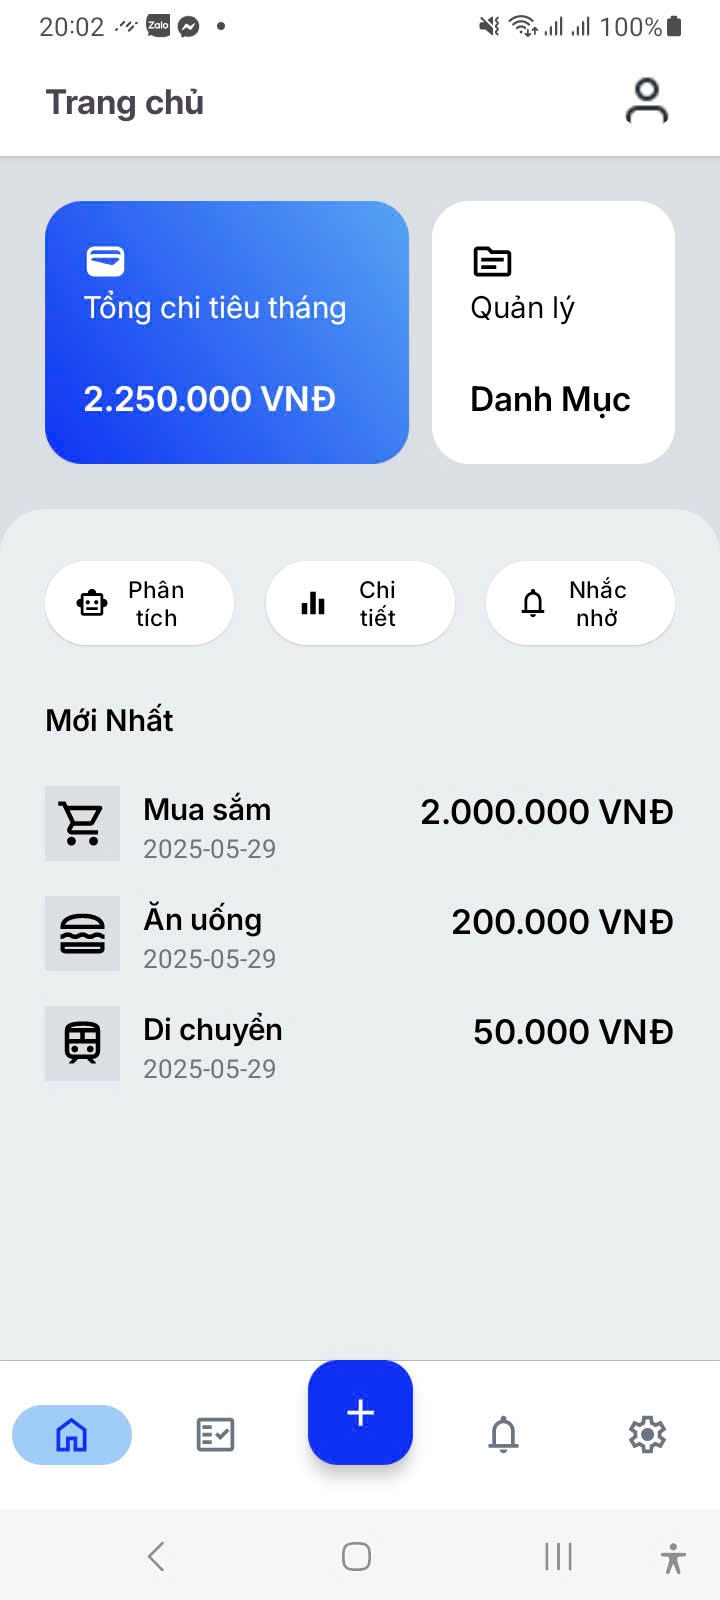 20:02 Zalo 100%
Trang chủ
Tổng chi tiêu tháng
2.250.000 VNĐ
Quản lý
Danh Mục
Phân
tích
Chi
tiết
Nhắc
nhở
Mới Nhất
Mua sắm 2.000.000 VNĐ
2025-05-29
Ăn uống 200.000 VNĐ
2025-05-29
Di chuyển 50.000 VNĐ
2025-05-29